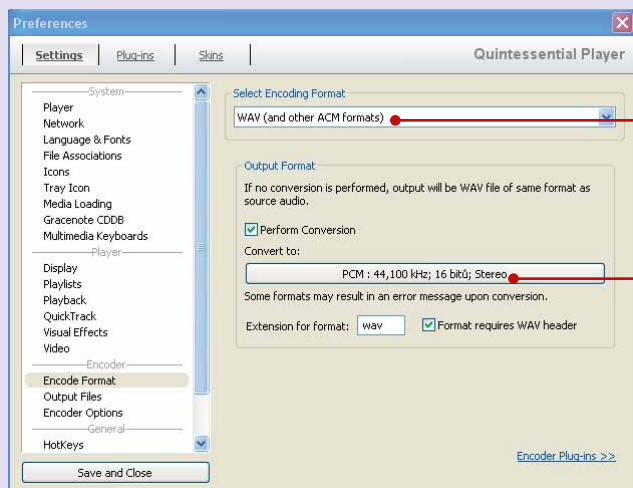 Preferences
Settings Plug-ins Skins Quintessential Player
System
Player
Network
Language & Fonts
File Associations
Icons
Tray Icon
Media Loading
Gracenote CDDB
Multimedia Keyboards
Player
Display
Playlists
Playback
QuickTrack
Visual Effects
Video
Encoder
Encode Format
Output Files
Encoder Options
General
HotKeys
Save and Close
Select Encoding Format
WAV (and other ACM formats)
Output Format
If no conversion is performed, output will be WAV file of same format as
source audio.
Perform Conversion
Convert to:
PCM : 44,100 kHz; 16 bitů; Stereo
Some formats may result in an error message upon conversion.
Extension for format: wav Format requires WAV header
Encoder Plug-ins >>